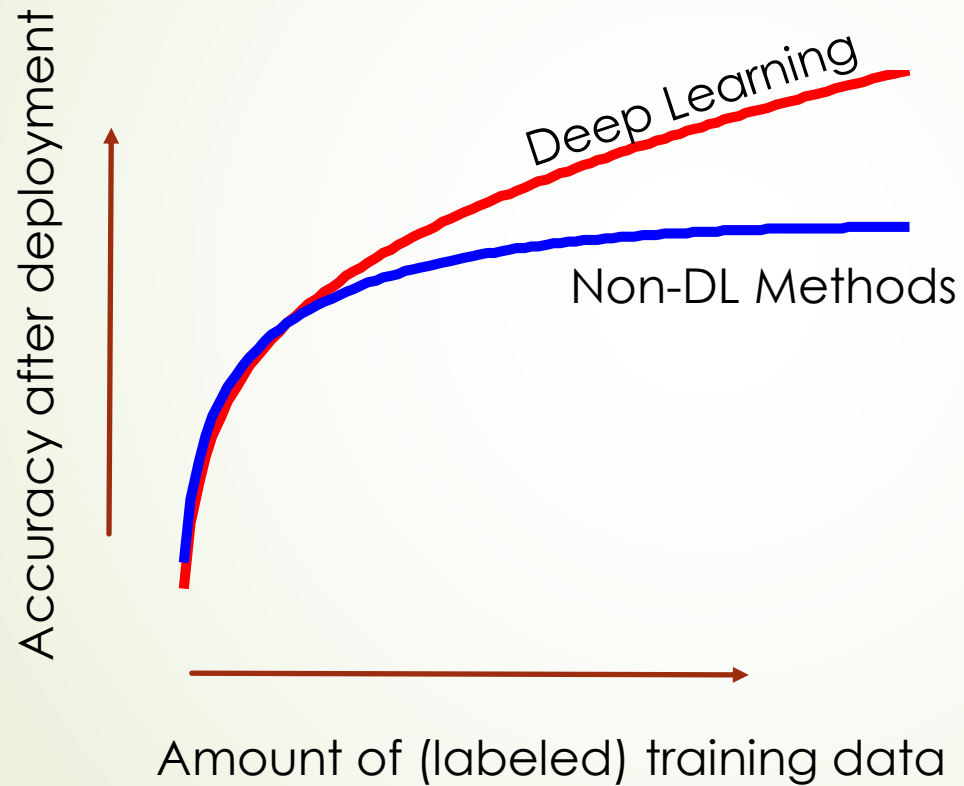 Accuracy after deployment
Deep Learning
Non-DL Methods
Amount of (labeled) training data